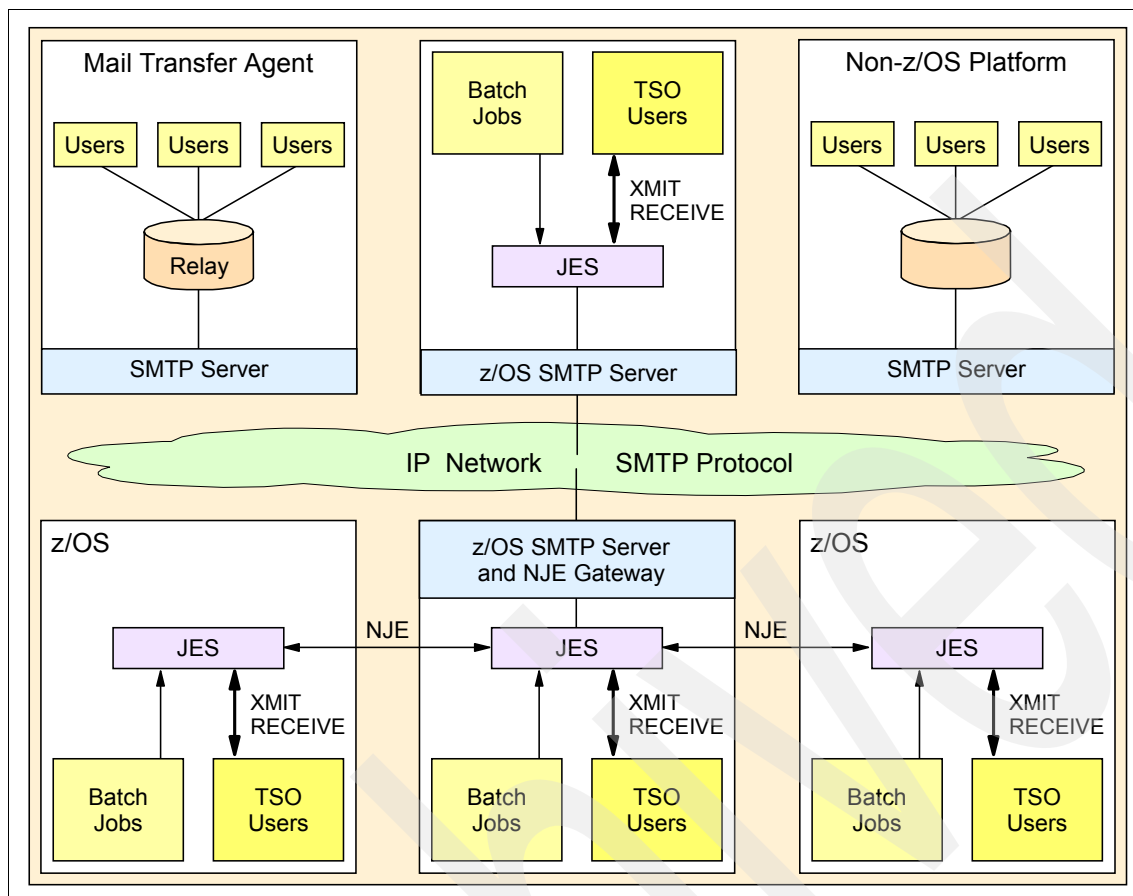 Mail Transfer Agent
Users
Users
Users
Relay
SMTP Server
Batch
Jobs
TSO
Users
XMIT
RECEIVE
JES
z/OS SMTP Server
Non-z/OS Platform
Users
Users
Users
SMTP Server
IP Network
SMTP Protocol
z/OS
JES
XMIT
RECEIVE
Batch
Jobs
TSO
Users
NJE
z/OS SMTP Server
and NJE Gateway
JES
XMIT
RECEIVE
Batch
Jobs
TSO
Users
NJE
z/OS
JES
XMIT
RECEIVE
Batch
Jobs
TSO
Users